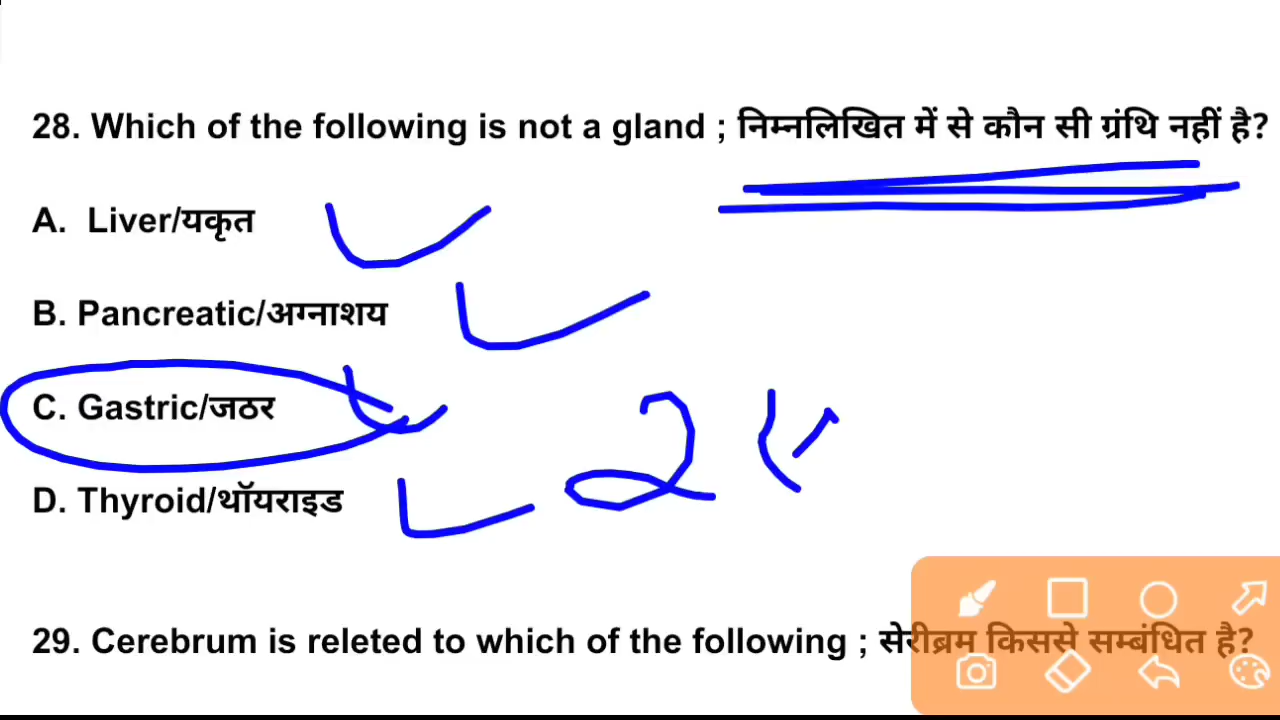 28. Which of the following is not a gland ; निम्नलिखित में से कौन सी ग्रंथि नहीं है?
A. Liver/यकृत
B. Pancreatic/अग्नाशय
C. Gastric/जठर
D. Thyroid/थॉयराइड
2
29. Cerebrum is releted to which of the following ; सेरीब्रम किससे सम्बंधित है?